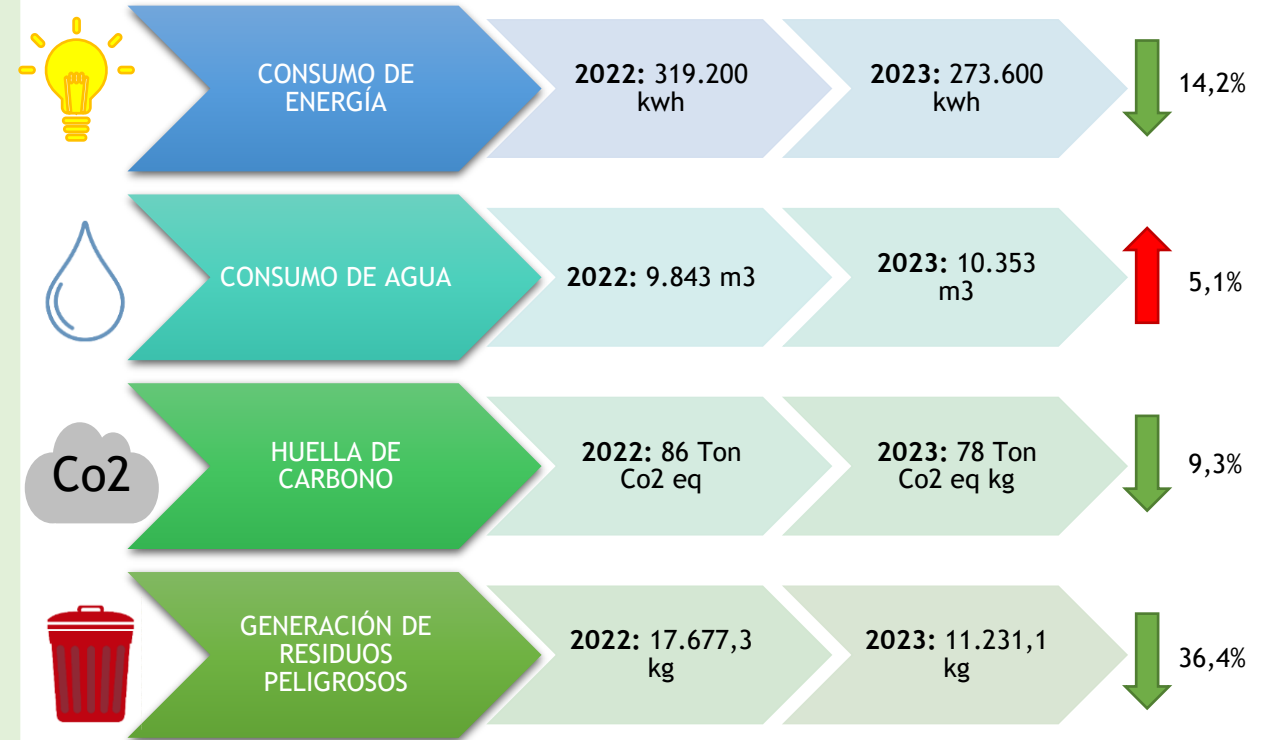 CONSUMO DE
ENERGÍA
2022: 319.200
kwh
2023: 273.600
kwh
14,2%
CONSUMO DE AGUA
2022: 9.843 m3
2023: 10.353
m3
5,1%
Co2
HUELLA DE
CARBONO
2022: 86 Ton
Co2 eq
2023: 78 Ton
Co2 eq kg
9,3%
GENERACIÓN DE
RESIDUOS
PELIGROSOS
2022: 17.677,3
kg
2023: 11.231,1
kg
36,4%